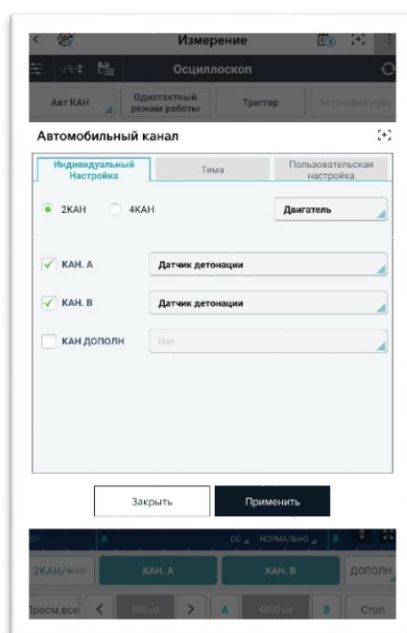 Измерение
Осциллоскоп
Авт КАН
Однотактный
режим работы
Триггер
Автомобильный канал
Индивидуальный
Настройка
Тема
Пользовательская
настройка
2КАН
4КАН
Двигатель
КАН. А
Датчик детонации
КАН. В
Датчик детонации
КАН ДОПОЛН
Нет
Закрыть
Применить
A
DC
НОРМАЛЬНО
B
2КАН/4КАН
КАН. А
КАН. В
ДОПОЛН.
Просм.все
500 us
A
4800 us
B
Стоп